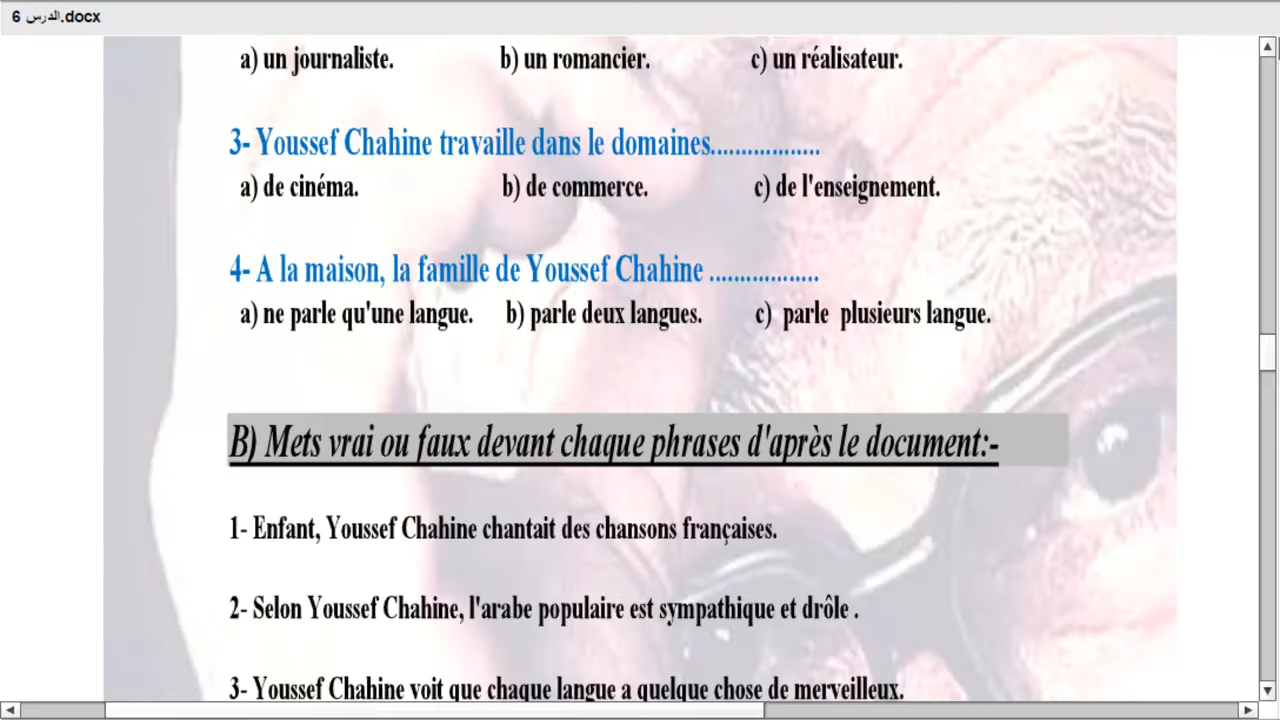 الدرس 6.docx
a) un journaliste. b) un romancier. c) un réalisateur.
3- Youssef Chahine travaille dans le domaines..................
a) de cinéma. b) de commerce. c) de l'enseignement.
4- A la maison, la famille de Youssef Chahine ..................
a) ne parle qu'une langue. b) parle deux langues. c) parle plusieurs langue.
B) Mets vrai ou faux devant chaque phrases d'après le document:-
1- Enfant, Youssef Chahine chantait des chansons françaises.
2- Selon Youssef Chahine, l'arabe populaire est sympathique et drôle .
3- Youssef Chahine voit que chaque langue a quelque chose de merveilleux.